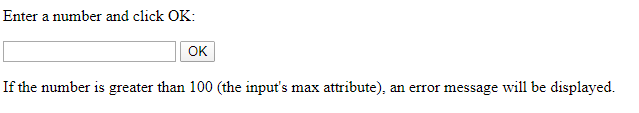 Enter a number and click OK:
OK
If the number is greater than 100 (the input's max attribute), an error message will be displayed.